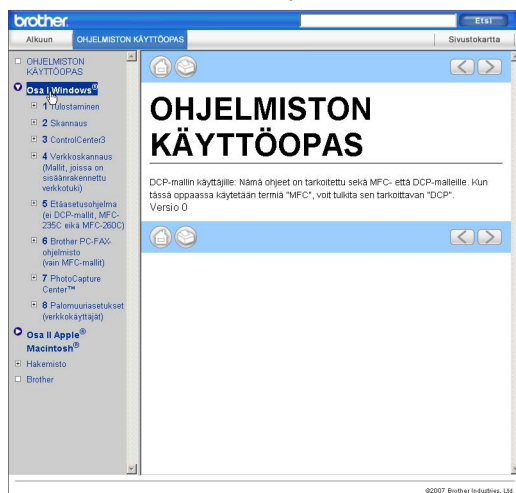 brother.
Etsi
Alkuun
OHJELMISTON KÄYTTÖOPAS
Sivustokartta
OHJELMISTON
KÄYTTÖOPAS
Osa I Windows®
1 Tulostaminen
2 Skannaus
3 ControlCenter3
4 Verkkoskannaus
(Mallit, joissa on
sisäänrakennettu
verkkotuki)
5 Etäasetusohjelma
(ei DCP-mallit, MFC-
235C eikä MFC-260C)
6 Brother PC-FAX-
ohjelmisto
(vain MFC-mallit)
7 PhotoCapture
Center™
8 Palomuuriasetukset
(verkkokäyttäjät)
Osa II Apple®
Macintosh®
Hakemisto
Brother
OHJELMISTON
KÄYTTÖOPAS
DCP-mallin käyttäjille: Nämä ohjeet on tarkoitettu sekä MFC- että DCP-malleille. Kun
tässä oppaassa käytetään termiä "MFC", voit tulkita sen tarkoittavan "DCP".
Versio 0
©2007 Brother Industries, Ltd.